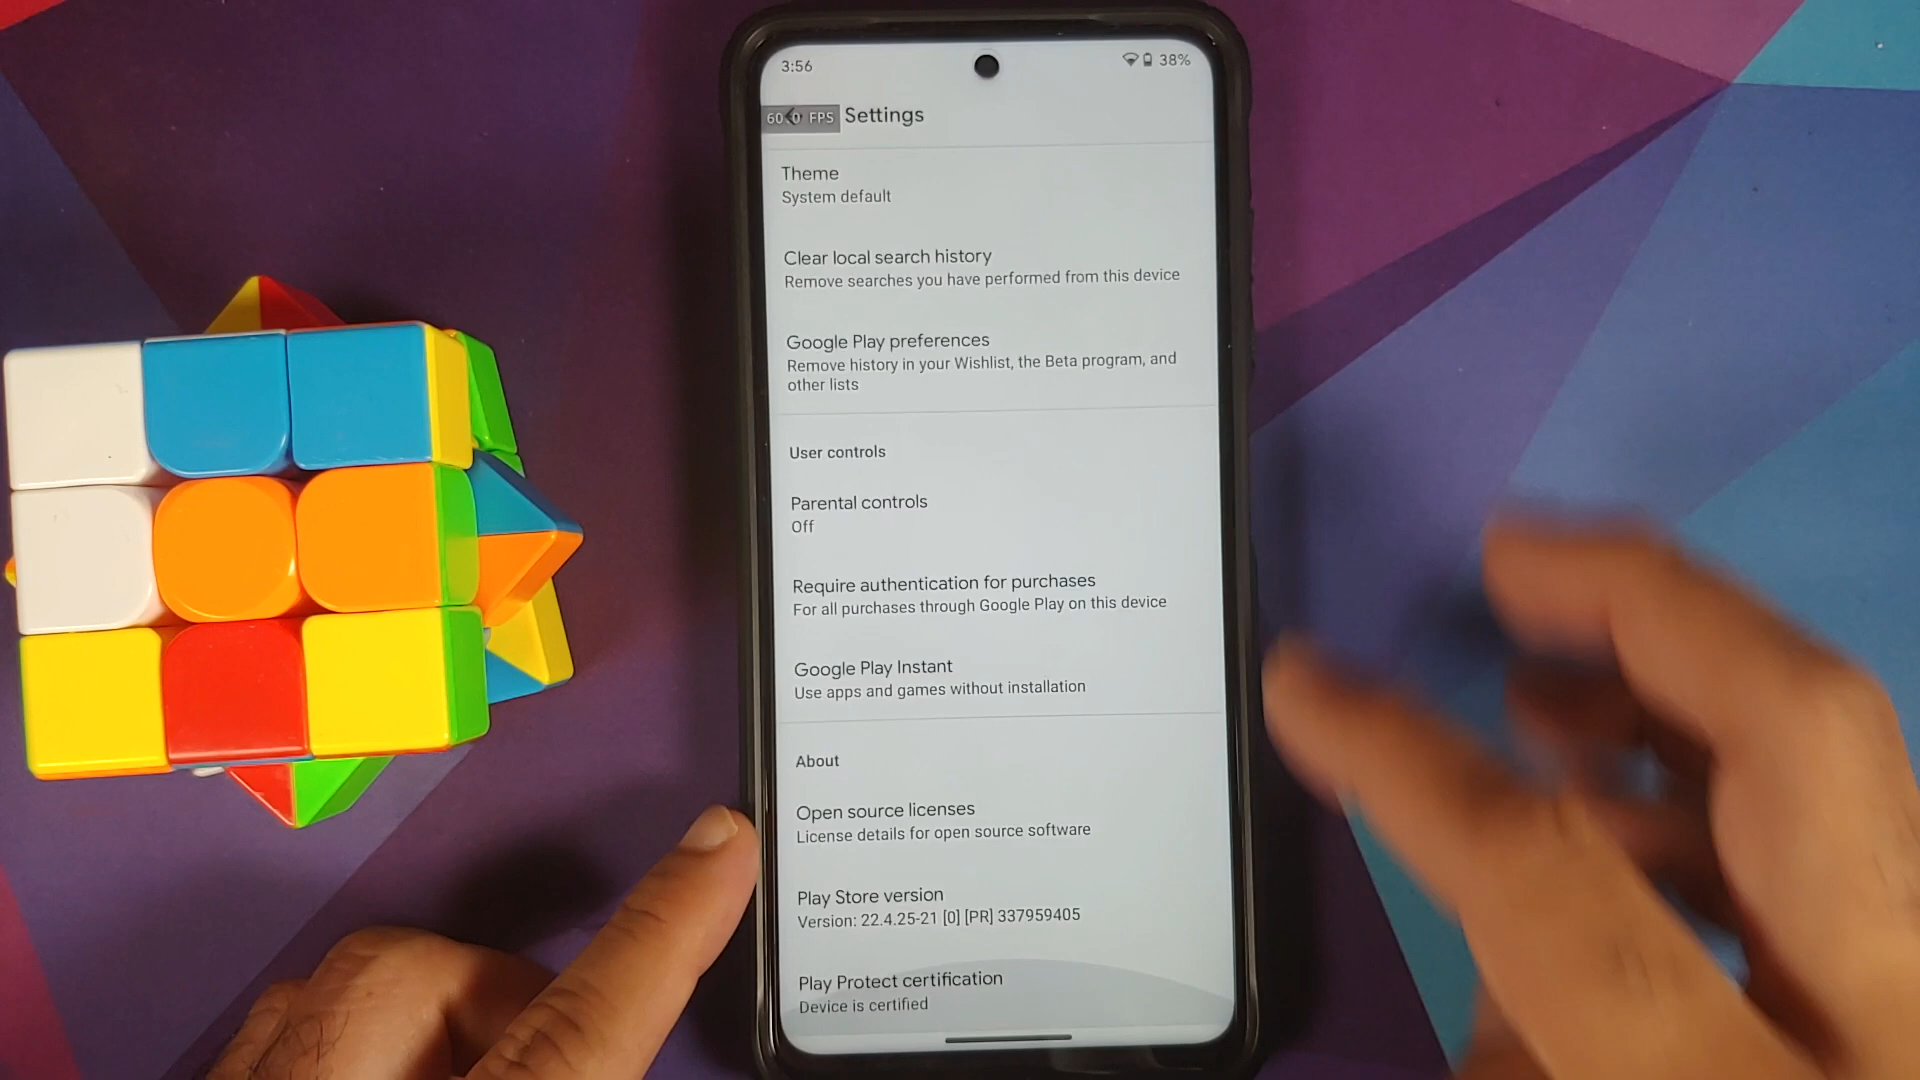 3:56
38%
60.0 FPS
Settings
Theme
System default
Clear local search history
Remove searches you have performed from this device
Google Play preferences
Remove history in your Wishlist, the Beta program, and
other lists
User controls
Parental controls
Off
Require authentication for purchases
For all purchases through Google Play on this device
Google Play Instant
Use apps and games without installation
About
Open source licenses
License details for open source software
Play Store version
Version: 22.4.25-21 [0] [PR] 337959405
Play Protect certification
Device is certified